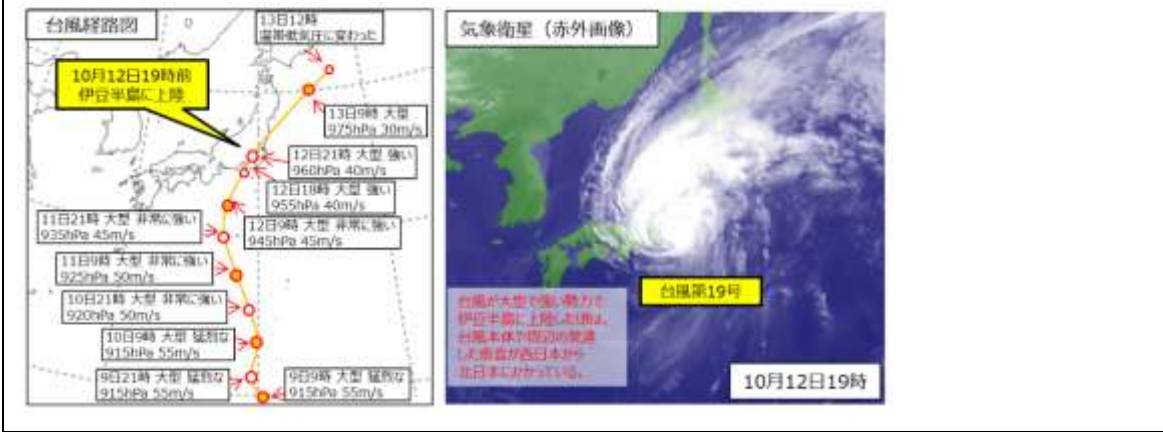 台風経路図
13日12時
温帯低気圧に変わった
10月12日19時前
伊豆半島に上陸
13日9時 大型
975hPa 30m/s
12日21時 大型 強い
960hPa 40m/s
12日18時 大型 強い
955hPa 40m/s
12日9時 大型 非常に強い
945hPa 45m/s
11日21時 大型 非常に強い
935hPa 45m/s
11日9時 大型 非常に強い
925hPa 50m/s
10日21時 大型 非常に強い
920hPa 50m/s
10日9時 大型 猛烈な
915hPa 55m/s
9日21時 大型 猛烈な
915hPa 55m/s
9日9時 大型 猛烈な
915hPa 55m/s
気象衛星（赤外画像）
台風第19号
台風が大型で強い勢力で
伊豆半島に上陸した頃は、
台風本体や周辺の発達
した雨雲が西日本から
北日本にかかっている。
10月12日19時